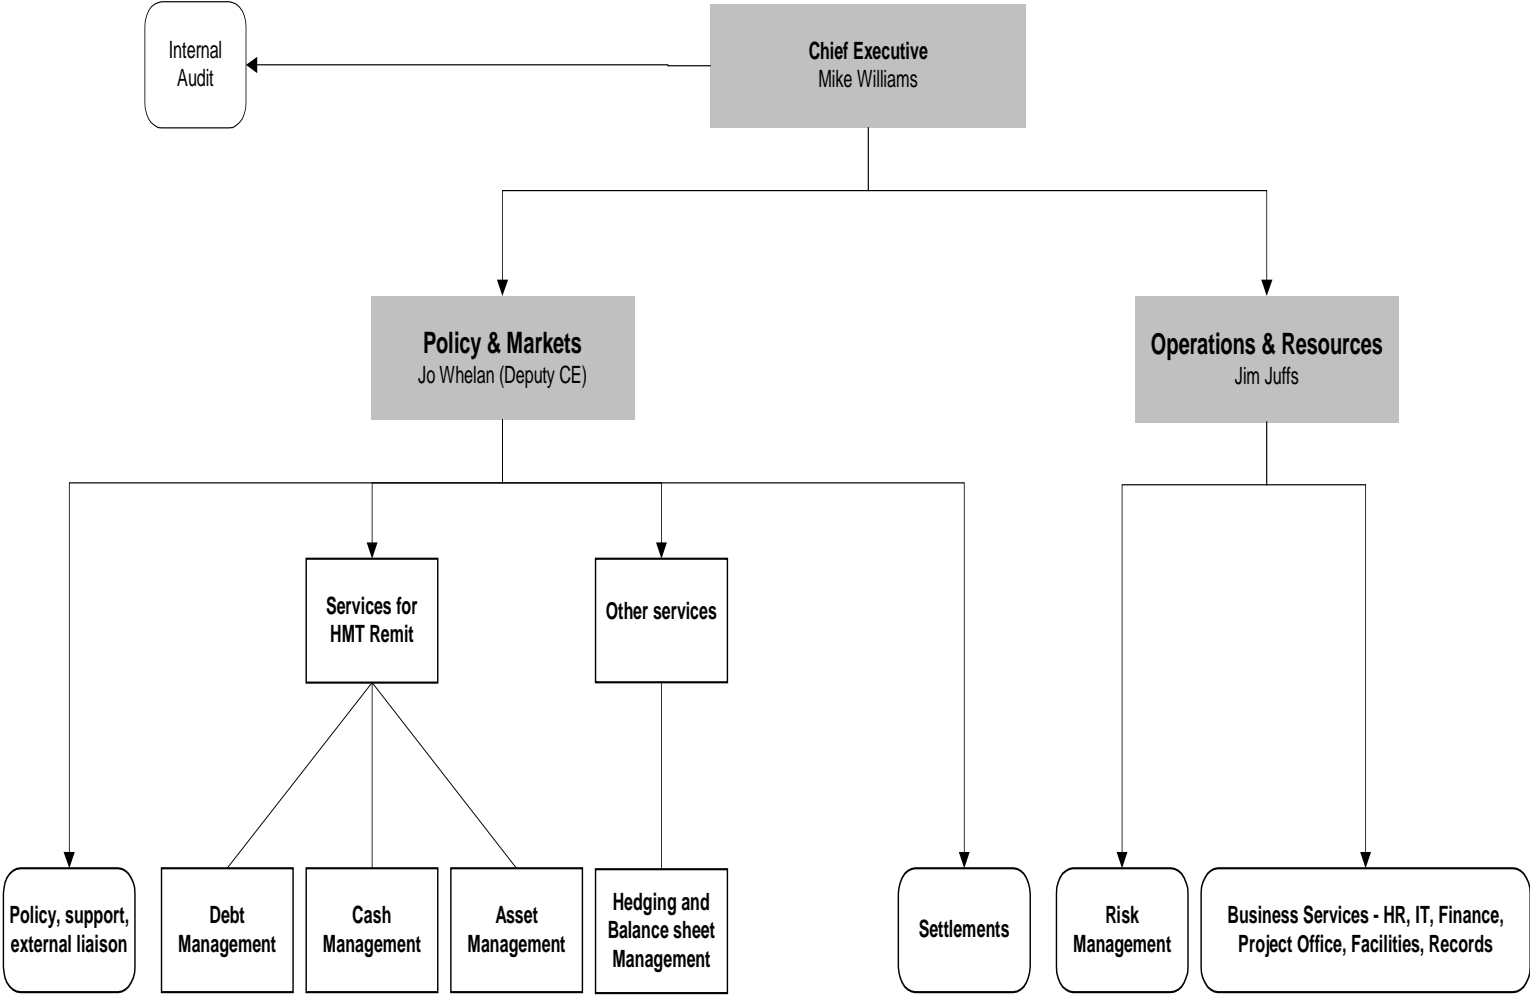 Internal
Audit
Chief Executive
Mike Williams
Policy & Markets
Jo Whelan (Deputy CE)
Operations & Resources
Jim Juffs
Services for
HMT Remit
Other services
Policy, support,
external liaison
Debt
Management
Cash
Management
Asset
Management
Hedging and
Balance sheet
Management
Settlements
Risk
Management
Business Services - HR, IT, Finance,
Project Office, Facilities, Records